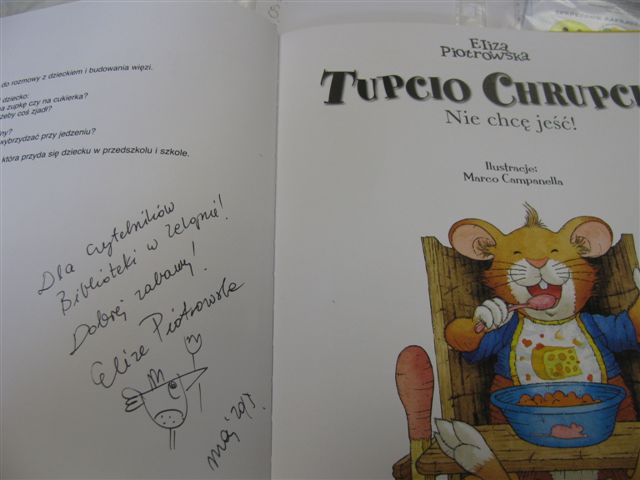 do rozmowy z dzieckiem i budowania więzi.
dziecko:
zupkę czy na cukierka?
żeby coś zjadł?
wybrzydzać przy jedzeniu?
która przyda się dziecku w przedszkolu i szkole.
Dla czytelników
Biblioteki w Zelgnie!
Dobrej zabawy!
Eliza Piotrowska
maj 2013.
Eliza
Piotrowska
TUPCIO CHRUPCI
Nie chcę jeść!
Ilustracje:
Marco Campanella